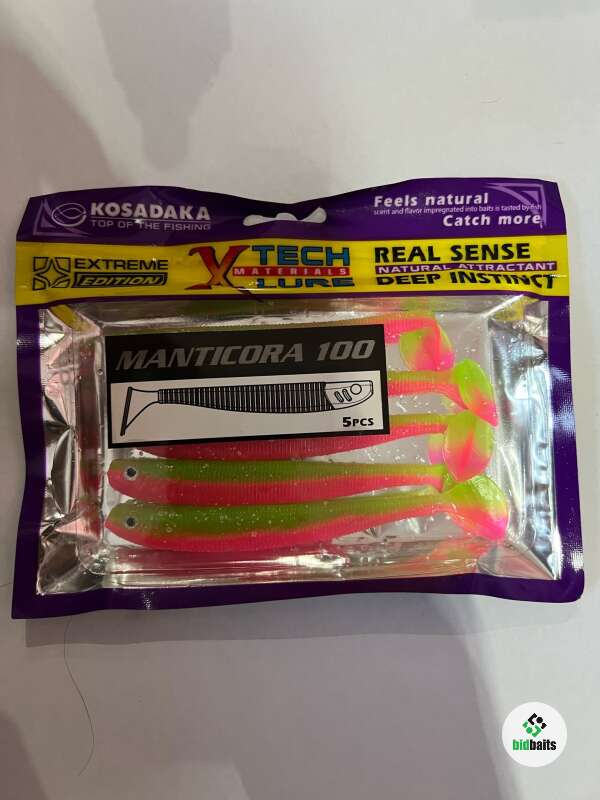 KOSADAKA
TOP OF THE FISHING
Feels natural
scent and flavor impregnated into baits is tasted by fish
Catch more
EXTREME
EDITION
X TECH
MATERIALS
LURE
REAL SENSE
NATURAL ATTRACTANT
DEEP INSTINCT
MANTICORA 100
5PCS
bidbaits